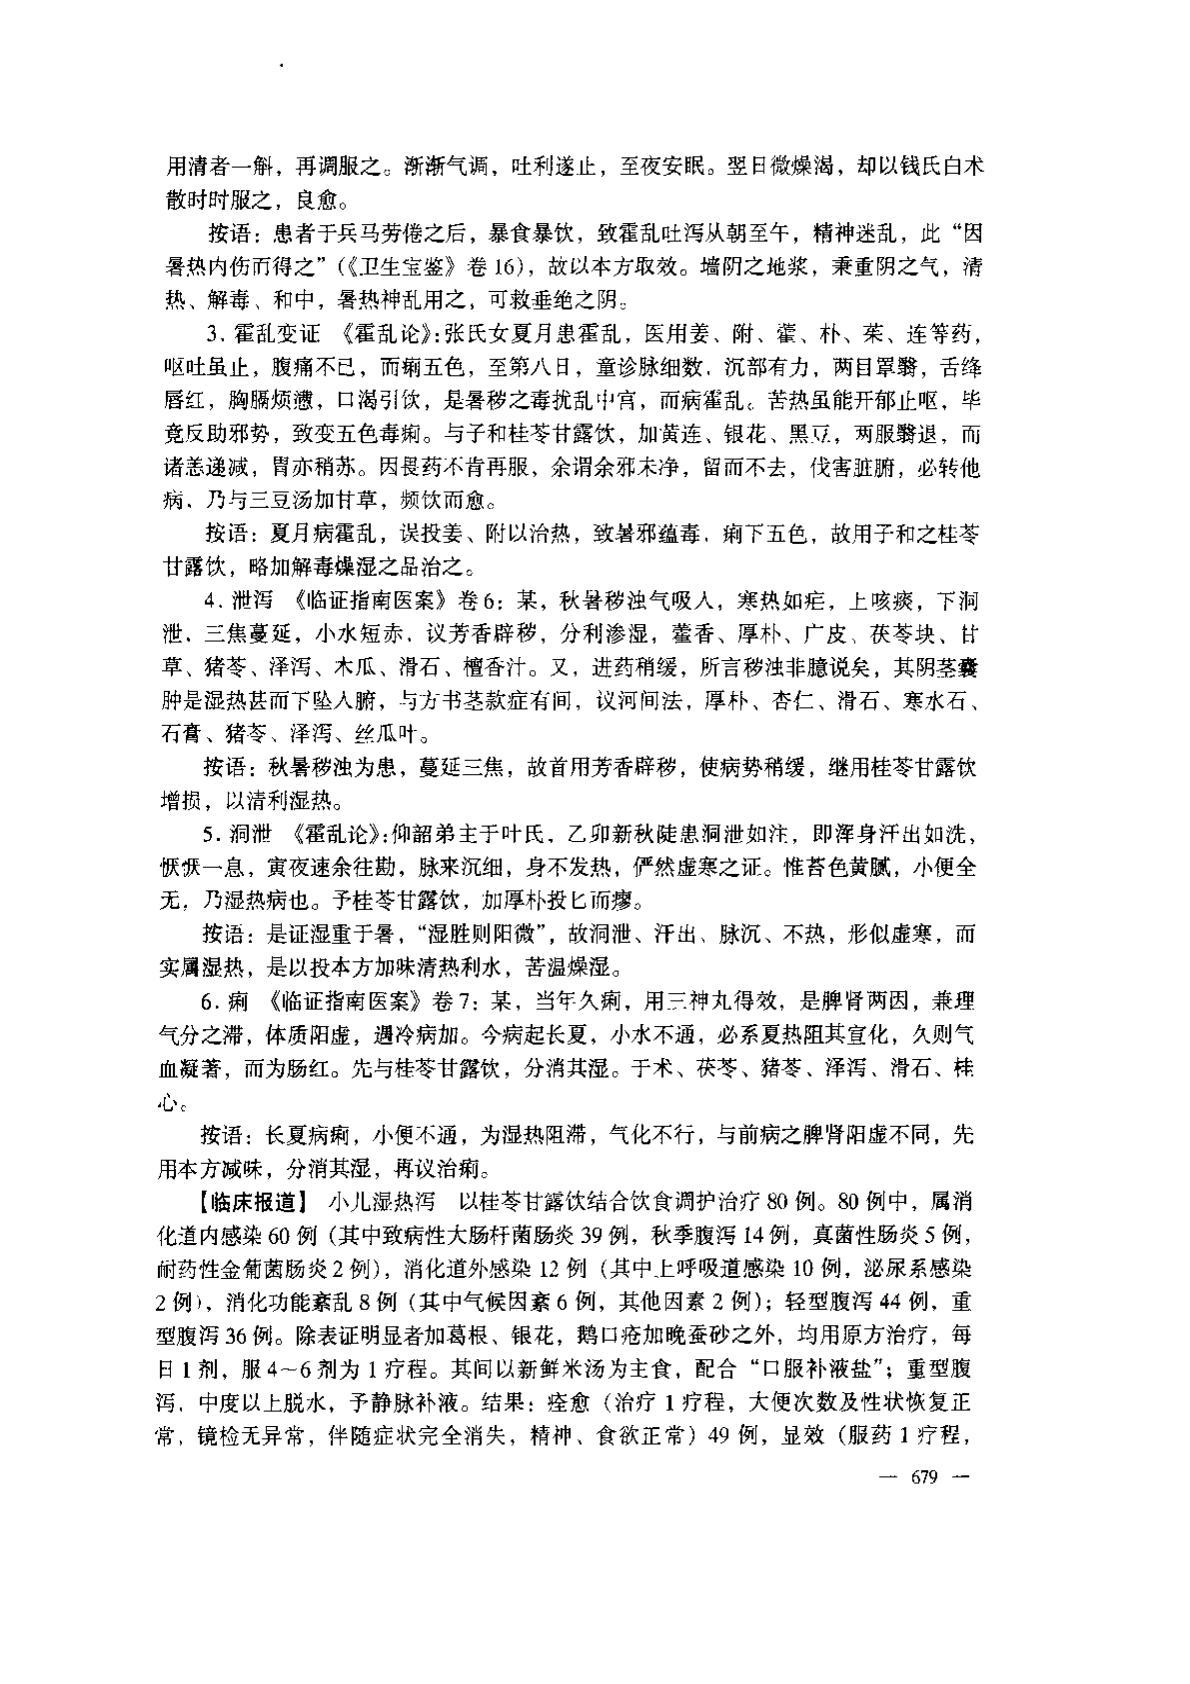 用清者一斛，再调服之。渐渐气调，吐利遂止，至夜安眠。翌日微燥渴，却以钱氏白术
散时时服之，良愈。
按语：患者于兵马劳倦之后，暴食暴饮，致霍乱吐泻从朝至午，精神迷乱，此“因
暑热内伤而得之”（《卫生宝鉴》卷16），故以本方取效。墙阴之地浆，秉重阴之气，清
热、解毒、和中，暑热神乱用之，可救垂绝之阴。
3. 霍乱变证 《霍乱论》：张氏女夏月患霍乱，医用姜、附、藿、朴、茱、连等药，
呕吐虽止，腹痛不已，而痢五色，至第八日，童诊脉细数，沉部有力，两目罩翳，舌绛
唇红，胸膈烦懑，口渴引饮，是暑秽之毒扰乱中宫，而病霍乱。苦热虽能开郁止呕，毕
竟反助邪势，致变五色毒痢。与子和桂苓甘露饮，加黄连、银花、黑豆，两服翳退，而
诸恙递减，胃亦稍苏。因畏药不肯再服，余谓余邪未净，留而不去，伐害脏腑，必转他
病，乃与三豆汤加甘草，频饮而愈。
按语：夏月病霍乱，误投姜、附以治热，致暑邪蕴毒，痢下五色，故用子和之桂苓
甘露饮，略加解毒燥湿之品治之。
4. 泄泻 《临证指南医案》卷6：某，秋暑秽浊气吸人，寒热如疟，上咳痰，下洞
泄，三焦蔓延，小水短赤，议芳香辟秽，分利渗湿，藿香、厚朴、广皮、茯苓块、甘
草、猪苓、泽泻、木瓜、滑石、檀香汁。又，进药稍缓，所言秽浊非臆说矣，其阴茎囊
肿是湿热甚而下坠入腑，与方书茎款症有间，议河间法，厚朴、杏仁、滑石、寒水石、
石膏、猪苓、泽泻、丝瓜叶。
按语：秋暑秽浊为患，蔓延三焦，故首用芳香辟秽，使病势稍缓，继用桂苓甘露饮
增损，以清利湿热。
5. 洞泄 《霍乱论》：仰韶弟主于叶氏，乙卯新秋陡患洞泄如注，即浑身汗出如洗，
恹恹一息，寅夜速余往勘，脉来沉细，身不发热，俨然虚寒之证。惟苔色黄腻，小便全
无，乃湿热病也。予桂苓甘露饮，加厚朴投匕而瘳。
按语：是证湿重于暑，“湿胜则阳微”，故洞泄、汗出、脉沉、不热，形似虚寒，而
实属湿热，是以投本方加味清热利水，苦温燥湿。
6. 痢 《临证指南医案》卷7：某，当年久痢，用三神丸得效，是脾肾两因，兼理
气分之滞，体质阳虚，遇冷病加。今病起长夏，小水不通，必系夏热阻其宣化，久则气
血凝著，而为肠红。先与桂苓甘露饮，分消其湿。于术、茯苓、猪苓、泽泻、滑石、桂
心。
按语：长夏病痢，小便不通，为湿热阻滞，气化不行，与前病之脾肾阳虚不同，先
用本方减味，分消其湿，再议治痢。
【临床报道】 小儿湿热泻 以桂苓甘露饮结合饮食调护治疗80例。80例中，属消
化道内感染60例（其中致病性大肠杆菌肠炎39例，秋季腹泻14例，真菌性肠炎5例，
耐药性金葡菌肠炎2例），消化道外感染12例（其中上呼吸道感染10例，泌尿系感染
2例），消化功能紊乱8例（其中气候因素6例，其他因素2例）；轻型腹泻44例，重
型腹泻36例。除表证明显者加葛根、银花，鹅口疮加晚蚕砂之外，均用原方治疗，每
日1剂，服4～6剂为1疗程。其间以新鲜米汤为主食，配合“口服补液盐”；重型腹
泻，中度以上脱水，予静脉补液。结果：痊愈（治疗1疗程，大便次数及性状恢复正
常，镜检无异常，伴随症状完全消失，精神、食欲正常）49例，显效（服药1疗程，
— 679 —